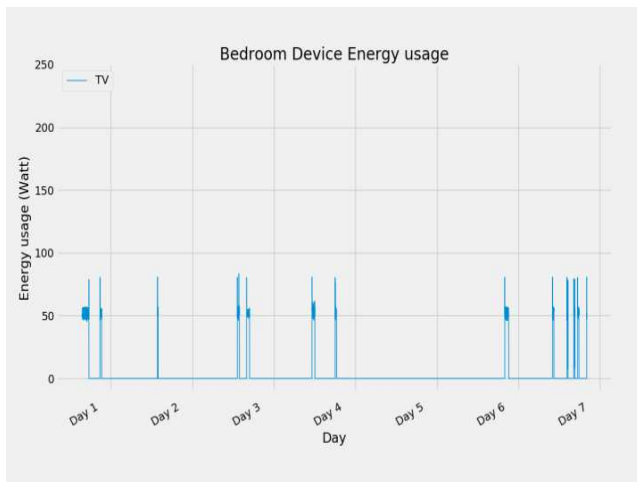 Bedroom Device Energy usage
TV
250
200
150
100
50
0
Energy usage (Watt)
Day 1
Day 2
Day 3
Day 4
Day 5
Day 6
Day 7
Day